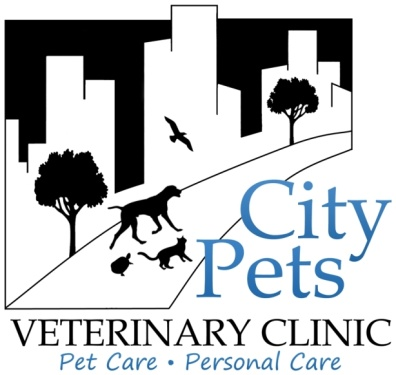 City
Pets
VETERINARY CLINIC
Pet Care • Personal Care